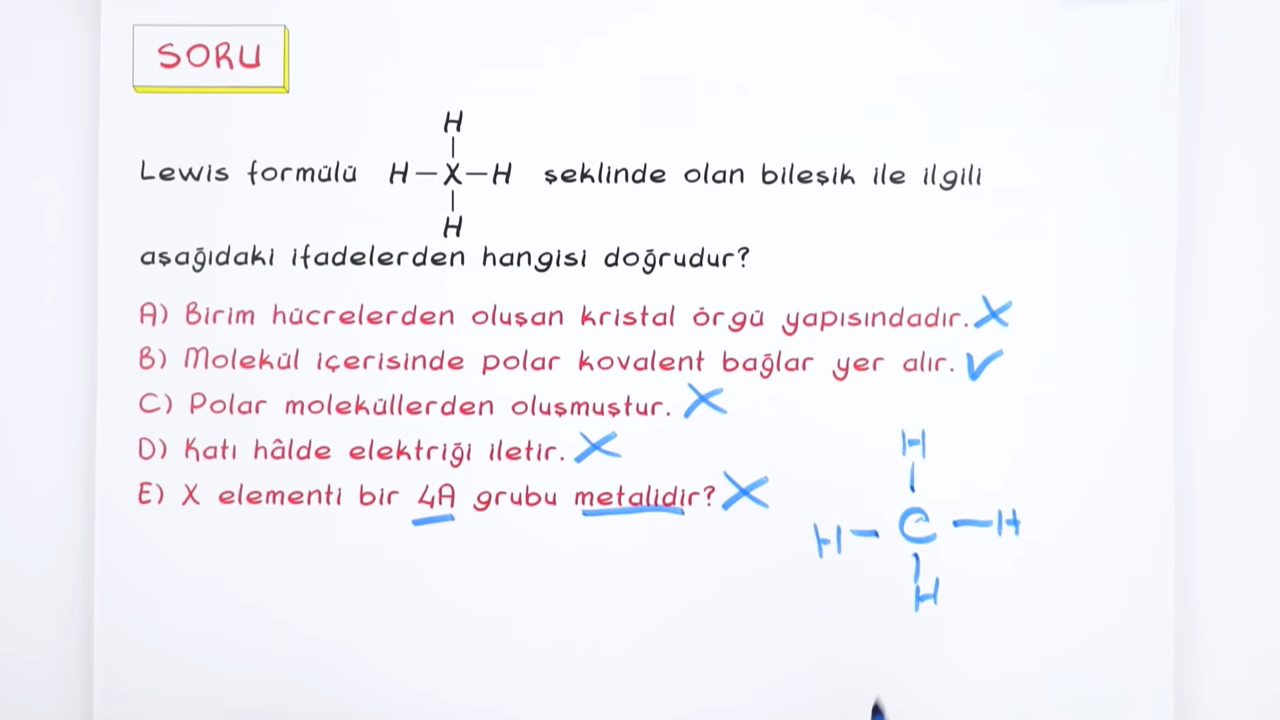 SORU
H
|
Lewis formülü H–X–H şeklinde olan bileşik ile ilgili
|
H
aşağıdaki ifadelerden hangisi doğrudur?
A) Birim hücrelerden oluşan kristal örgü yapısındadır. X
B) Molekül içerisinde polar kovalent bağlar yer alır. ✓
C) Polar moleküllerden oluşmuştur. X
D) Katı hâlde elektriği iletir. X
E) X elementi bir 4A grubu metalidir? X
H
|
H–C–H
|
H